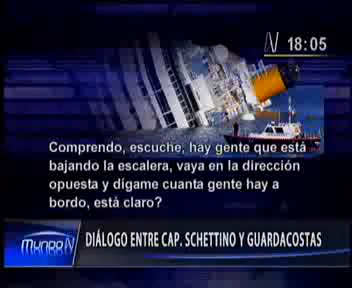 N 18:05
Comprendo, escuche, hay gente que está
bajando la escalera, vaya en la dirección
opuesta y dígame cuanta gente hay a
bordo, está claro?
MUNDO N
DIÁLOGO ENTRE CAP. SCHETTINO Y GUARDACOSTAS